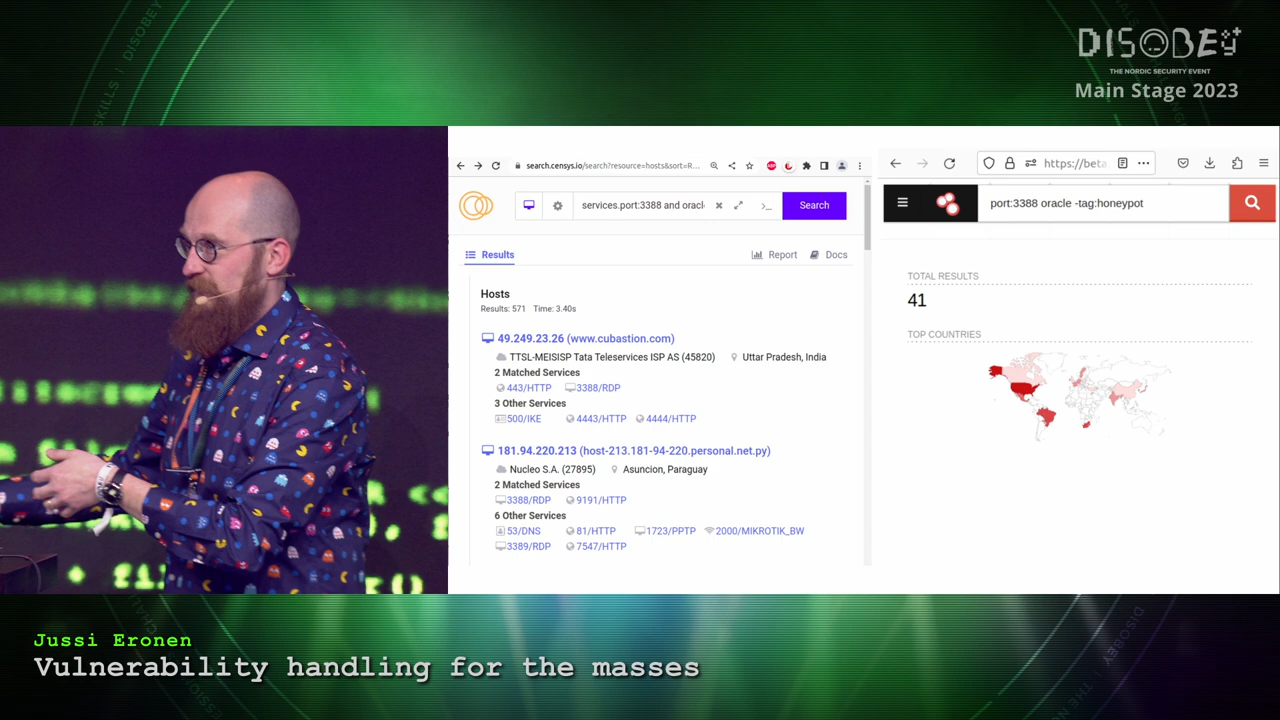 DISOBEY
THE NORDIC SECURITY EVENT
Main Stage 2023
SKILLS | DISOBEY
search.censys.io/search?resource=hosts&sort=R...
services.port:3388 and oracl
Search
Results
Report
Docs
Hosts
Results: 571 Time: 3.40s
49.249.23.26 (www.cubastion.com)
TTSL-MEISISP Tata Teleservices ISP AS (45820) Uttar Pradesh, India
2 Matched Services
443/HTTP 3388/RDP
3 Other Services
500/IKE 4443/HTTP 4444/HTTP
181.94.220.213 (host-213.181-94-220.personal.net.py)
Nucleo S.A. (27895) Asuncion, Paraguay
2 Matched Services
3388/RDP 9191/HTTP
6 Other Services
53/DNS 81/HTTP 1723/PPTP 2000/MIKROTIK_BW
3389/RDP 7547/HTTP
https://beta
port:3388 oracle -tag:honeypot
TOTAL RESULTS
41
TOP COUNTRIES
Jussi Eronen
Vulnerability handling for the masses